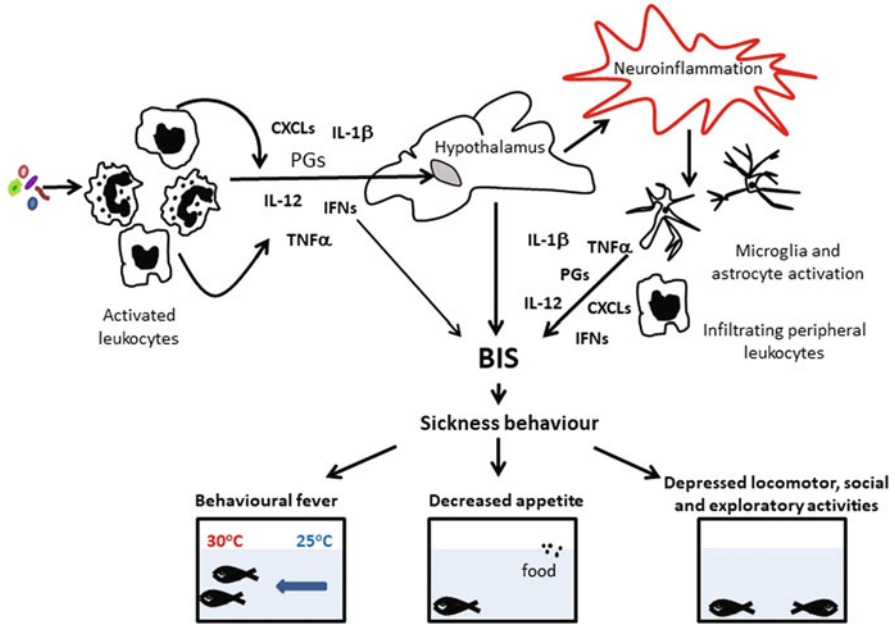 Neuroinflammation
CXCLs
IL-1β
PGs
Hypothalamus
IL-12
IFNs
TNFα
Activated
leukocytes
IL-1β
TNFα
PGs
IL-12
CXCLs
IFNs
Microglia and
astrocyte activation
Infiltrating peripheral
leukocytes
BIS
Sickness behaviour
Behavioural fever
30°C
25°C
Decreased appetite
food
Depressed locomotor, social
and exploratory activities